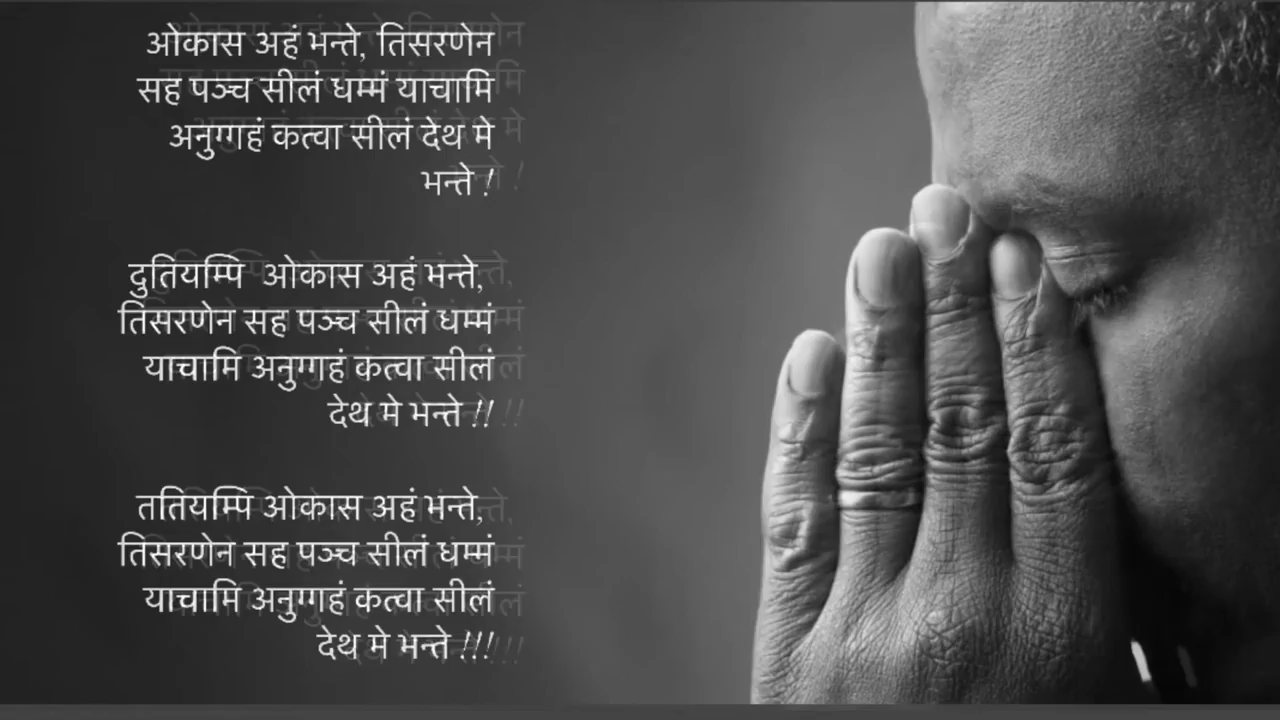 ओकास अहं भन्ते, तिसरणेन
सह पञ्च सीलं धम्मं याचामि
अनुग्गहं कत्वा सीलं देथ मे
भन्ते !
दुतियम्पि ओकास अहं भन्ते,
तिसरणेन सह पञ्च सीलं धम्मं
याचामि अनुग्गहं कत्वा सीलं
देथ मे भन्ते !!
ततियम्पि ओकास अहं भन्ते,
तिसरणेन सह पञ्च सीलं धम्मं
याचामि अनुग्गहं कत्वा सीलं
देथ मे भन्ते !!!